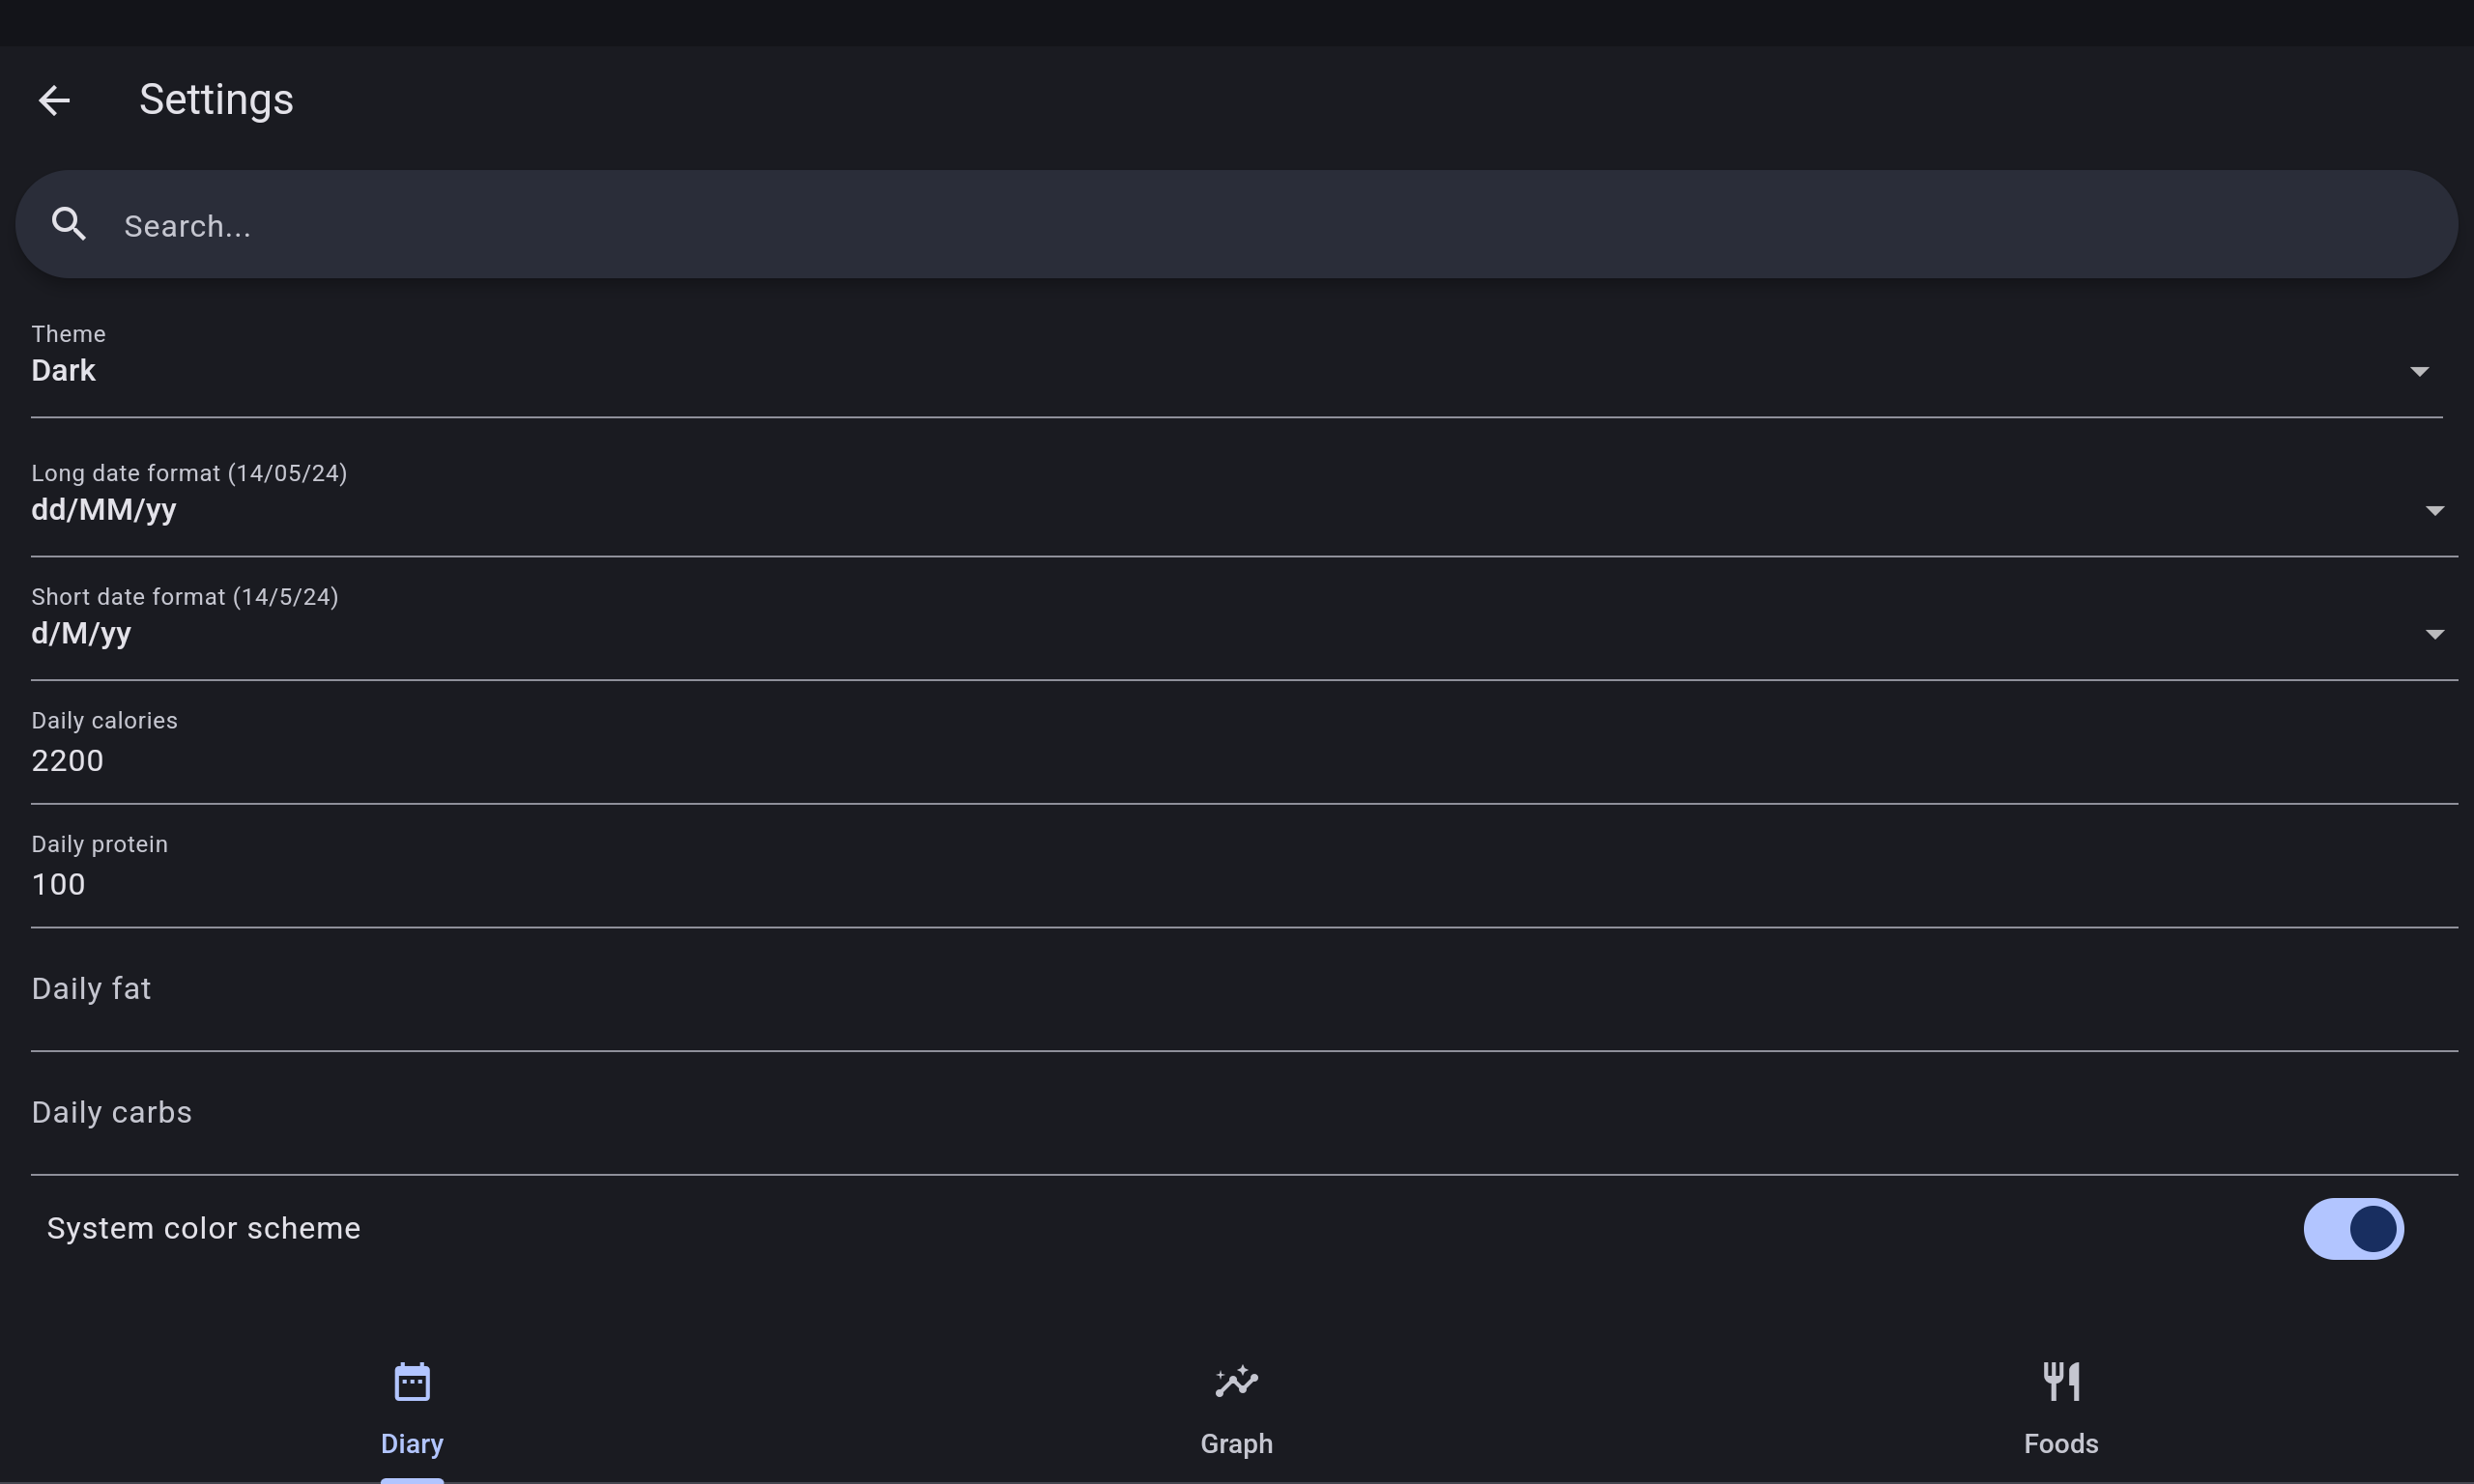 Settings
Search...
Theme
Dark
Long date format (14/05/24)
dd/MM/yy
Short date format (14/5/24)
d/M/yy
Daily calories
2200
Daily protein
100
Daily fat
Daily carbs
System color scheme
Diary
Graph
Foods